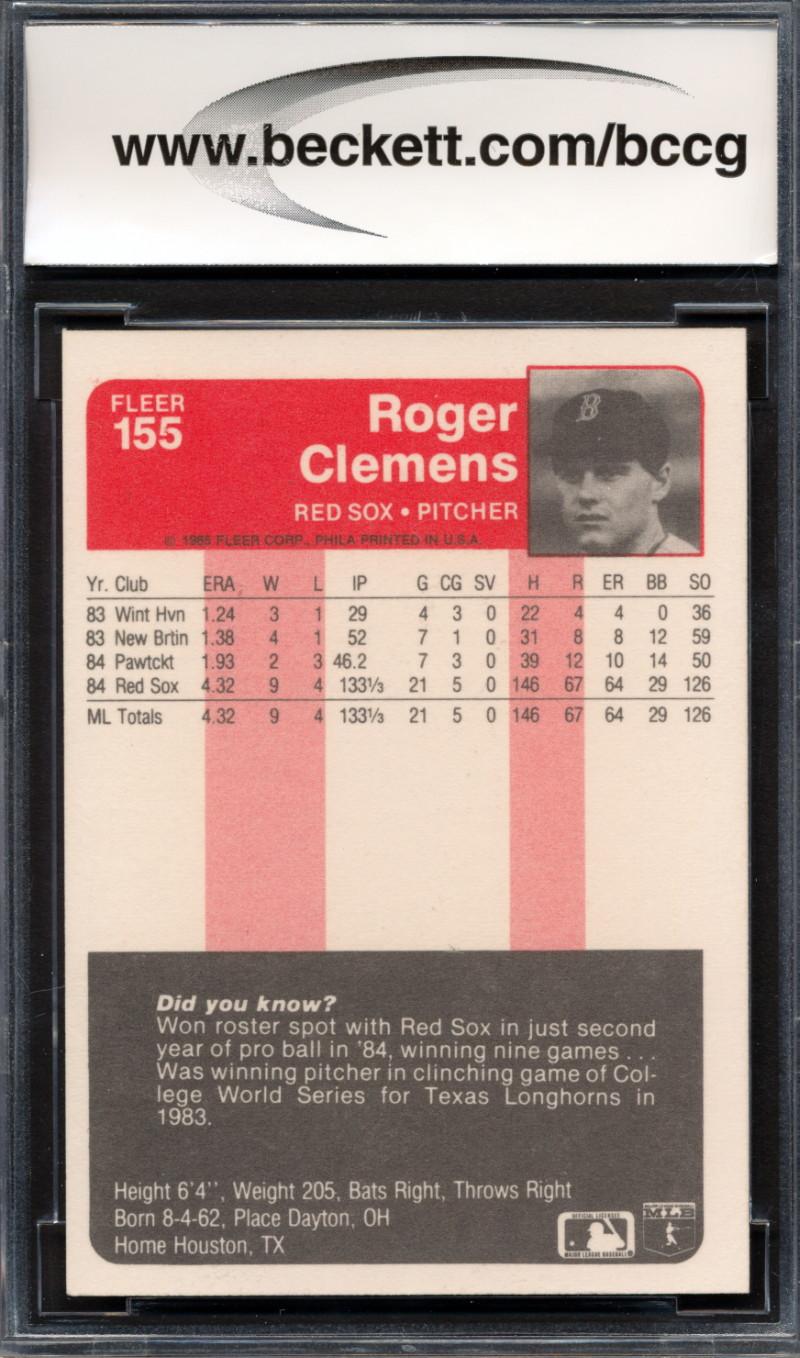 www.beckett.com/bccg
FLEER
155
Roger
Clemens
RED SOX • PITCHER
© 1985 FLEER CORP., PHILA PRINTED IN U.S.A.
B
Yr. Club ERA W L IP G CG SV H R ER BB SO
83 Wint Hvn 1.24 3 1 29 4 3 0 22 4 4 0 36
83 New Brtin 1.38 4 1 52 7 1 0 31 8 8 12 59
84 Pawtckt 1.93 2 3 46.2 7 3 0 39 12 10 14 50
84 Red Sox 4.32 9 4 133⅓ 21 5 0 146 67 64 29 126
ML Totals 4.32 9 4 133⅓ 21 5 0 146 67 64 29 126
Did you know?
Won roster spot with Red Sox in just second
year of pro ball in '84, winning nine games . . .
Was winning pitcher in clinching game of Col-
lege World Series for Texas Longhorns in
1983.
Height 6'4'', Weight 205, Bats Right, Throws Right
Born 8-4-62, Place Dayton, OH
Home Houston, TX
OFFICIAL LICENSEE
MAJOR LEAGUE BASEBALL
MLB